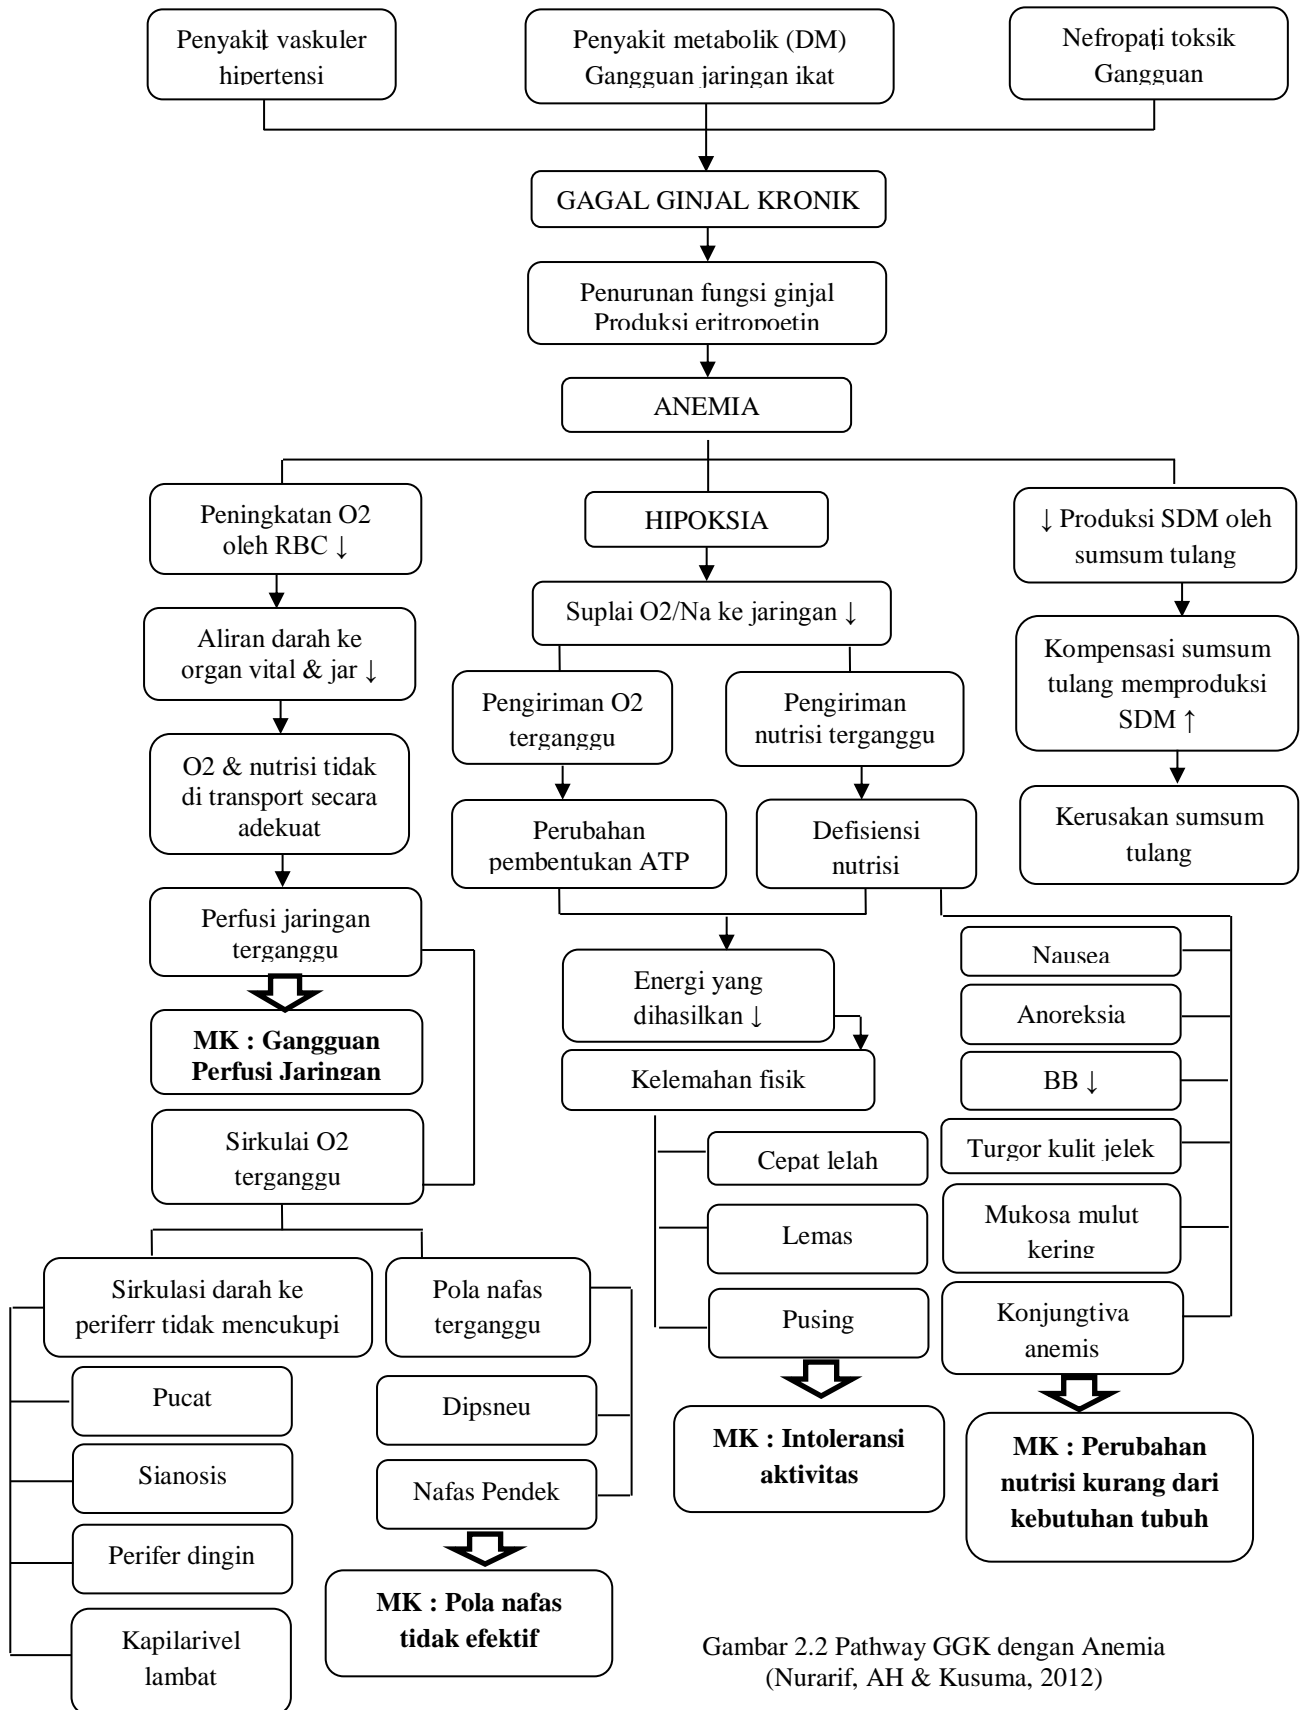 Penyakit vaskuler
hipertensi
Penyakit metabolik (DM)
Gangguan jaringan ikat
Nefropati toksik
Gangguan
GAGAL GINJAL KRONIK
Penurunan fungsi ginjal
Produksi eritropoetin
ANEMIA
Peningkatan O2
oleh RBC ↓
HIPOKSIA
↓ Produksi SDM oleh
sumsum tulang
Aliran darah ke
organ vital & jar ↓
Suplai O2/Na ke jaringan ↓
Kompensasi sumsum
tulang memproduksi
SDM ↑
Pengiriman O2
terganggu
Pengiriman
nutrisi terganggu
O2 & nutrisi tidak
di transport secara
adekuat
Perubahan
pembentukan ATP
Defisiensi
nutrisi
Kerusakan sumsum
tulang
Perfusi jaringan
terganggu
Energi yang
dihasilkan ↓
Nausea
Anoreksia
MK : Gangguan
Perfusi Jaringan
Kelemahan fisik
BB ↓
Sirkulai O2
terganggu
Cepat lelah
Turgor kulit jelek
Lemas
Mukosa mulut
kering
Sirkulasi darah ke
periferr tidak mencukupi
Pola nafas
terganggu
Pusing
Konjungtiva
anemis
Pucat
Dipsneu
MK : Intoleransi
aktivitas
MK : Perubahan
nutrisi kurang dari
kebutuhan tubuh
Sianosis
Nafas Pendek
Perifer dingin
MK : Pola nafas
tidak efektif
Kapilarivel
lambat
Gambar 2.2 Pathway GGK dengan Anemia
(Nurarif, AH & Kusuma, 2012)